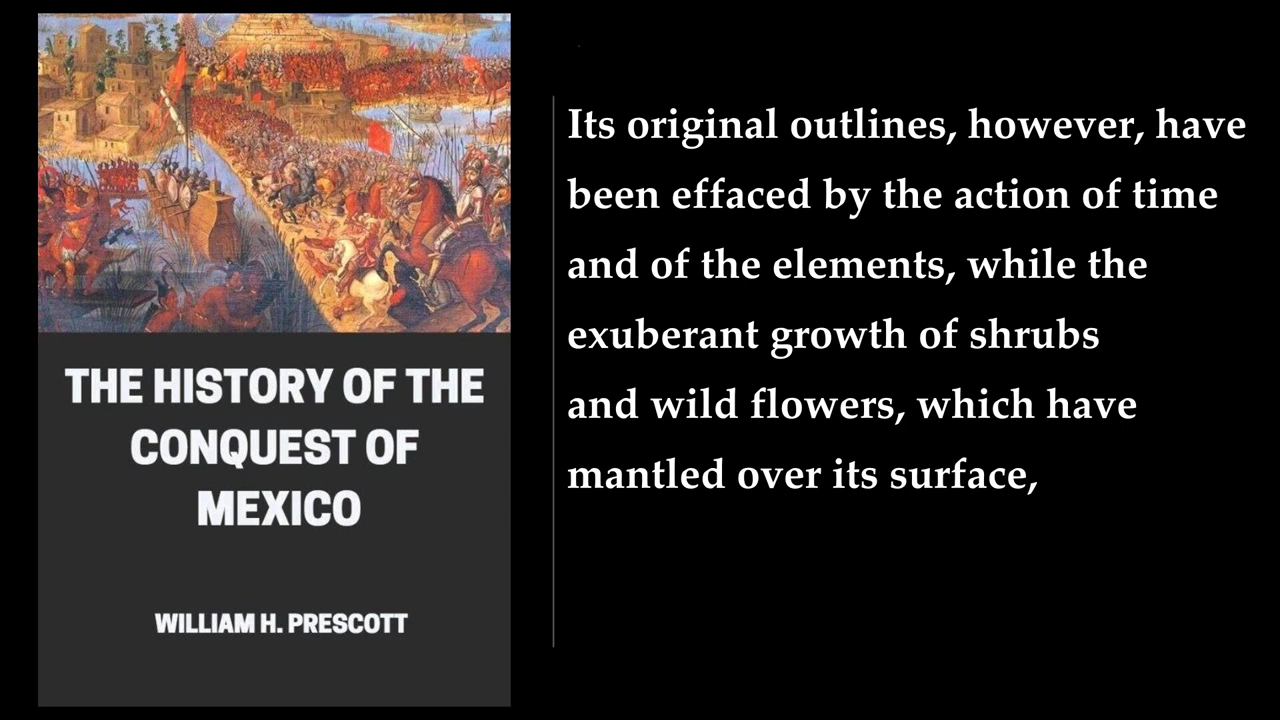 THE HISTORY OF THE
CONQUEST OF
MEXICO
WILLIAM H. PRESCOTT
Its original outlines, however, have
been effaced by the action of time
and of the elements, while the
exuberant growth of shrubs
and wild flowers, which have
mantled over its surface,